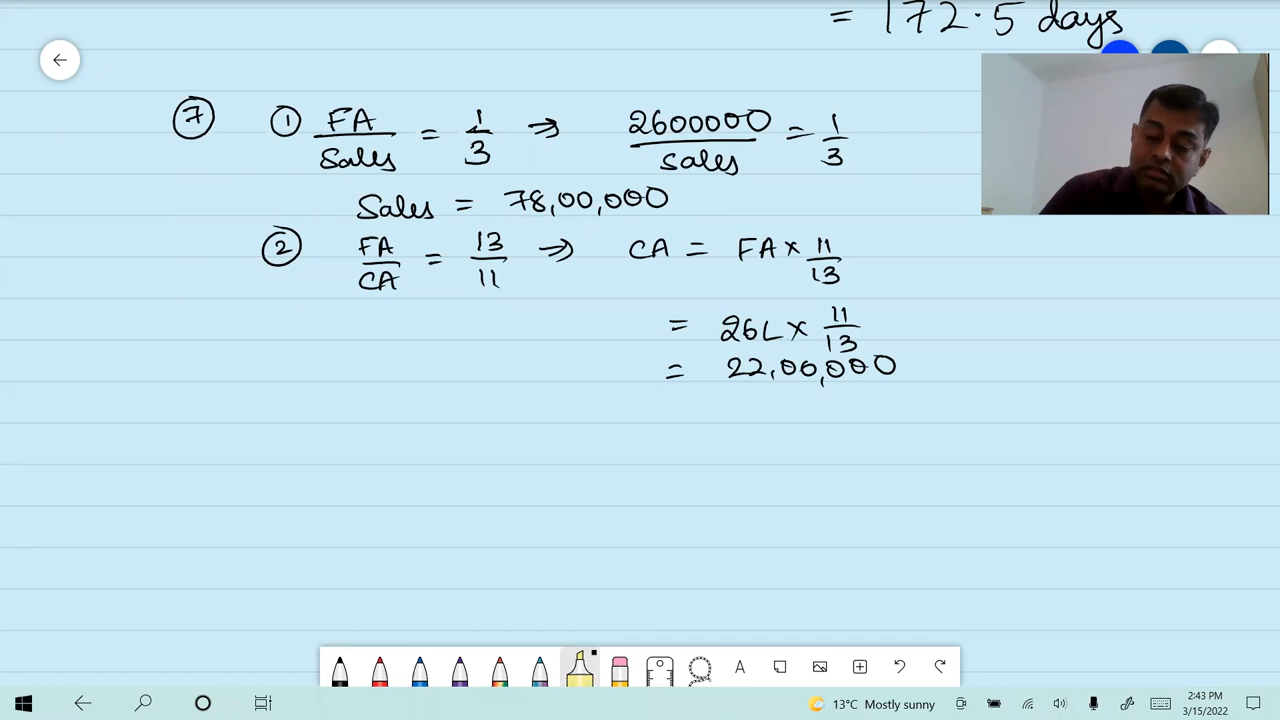 = 172.5 days
⑦ ① FA/Sales = 1/3 ⇒ 2600000/Sales = 1/3
Sales = 78,00,000
② FA/CA = 13/11 ⇒ CA = FA × 11/13
= 26L × 11/13
= 22,00,000
A
13°C Mostly sunny
2:43 PM
3/15/2022